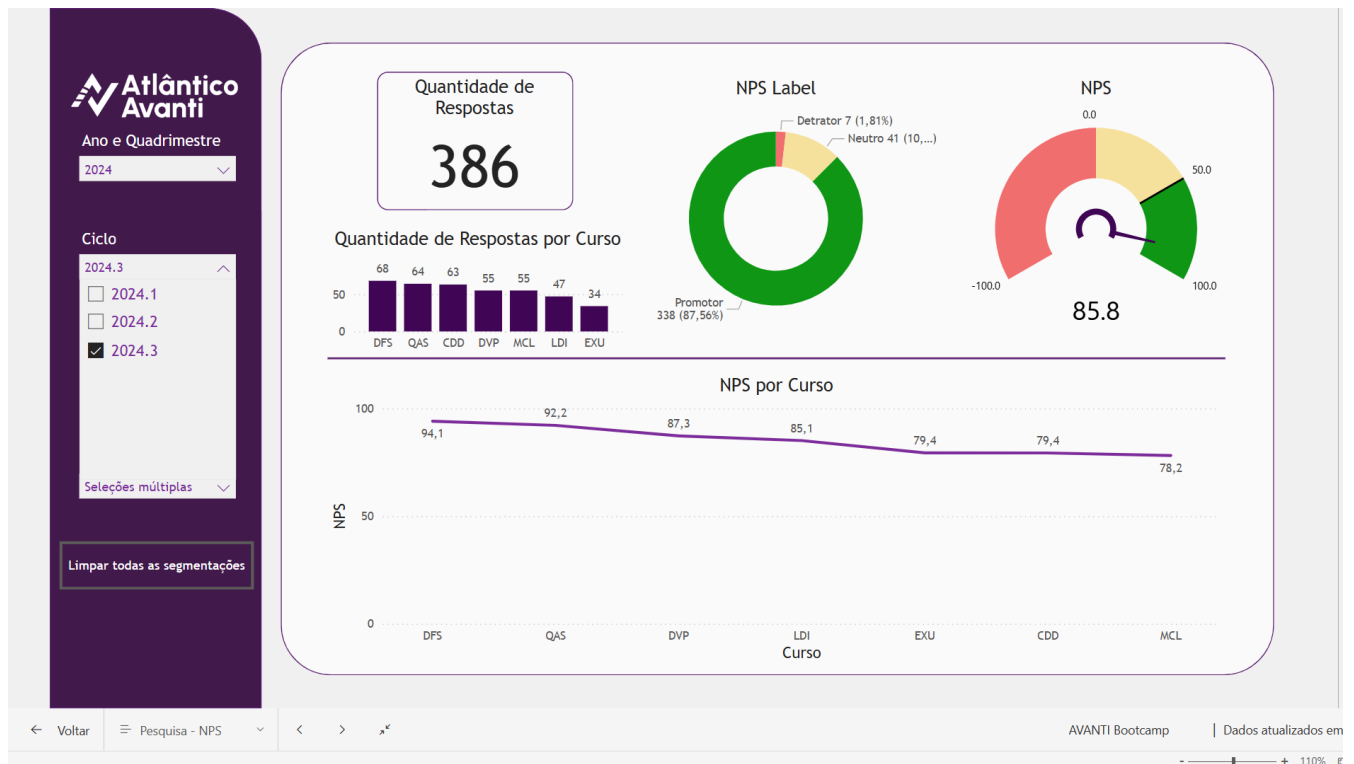 Atlântico
Avanti
Ano e Quadrimestre
2024
Ciclo
2024.3
2024.1
2024.2
2024.3
Seleções múltiplas
Limpar todas as segmentações
Quantidade de
Respostas
386
Quantidade de Respostas por Curso
68 64 63 55 55 47 34
50
0
DFS QAS CDD DVP MCL LDI EXU
NPS Label
Detrator 7 (1,81%)
Neutro 41 (10,...)
Promotor
338 (87,56%)
NPS
0.0
50.0
-100.0
100.0
85.8
NPS por Curso
100
94,1 92,2 87,3 85,1 79,4 79,4 78,2
NPS
50
0
DFS QAS DVP LDI EXU CDD MCL
Curso
Voltar
Pesquisa - NPS
AVANTI Bootcamp
| Dados atualizados em
- + 110%